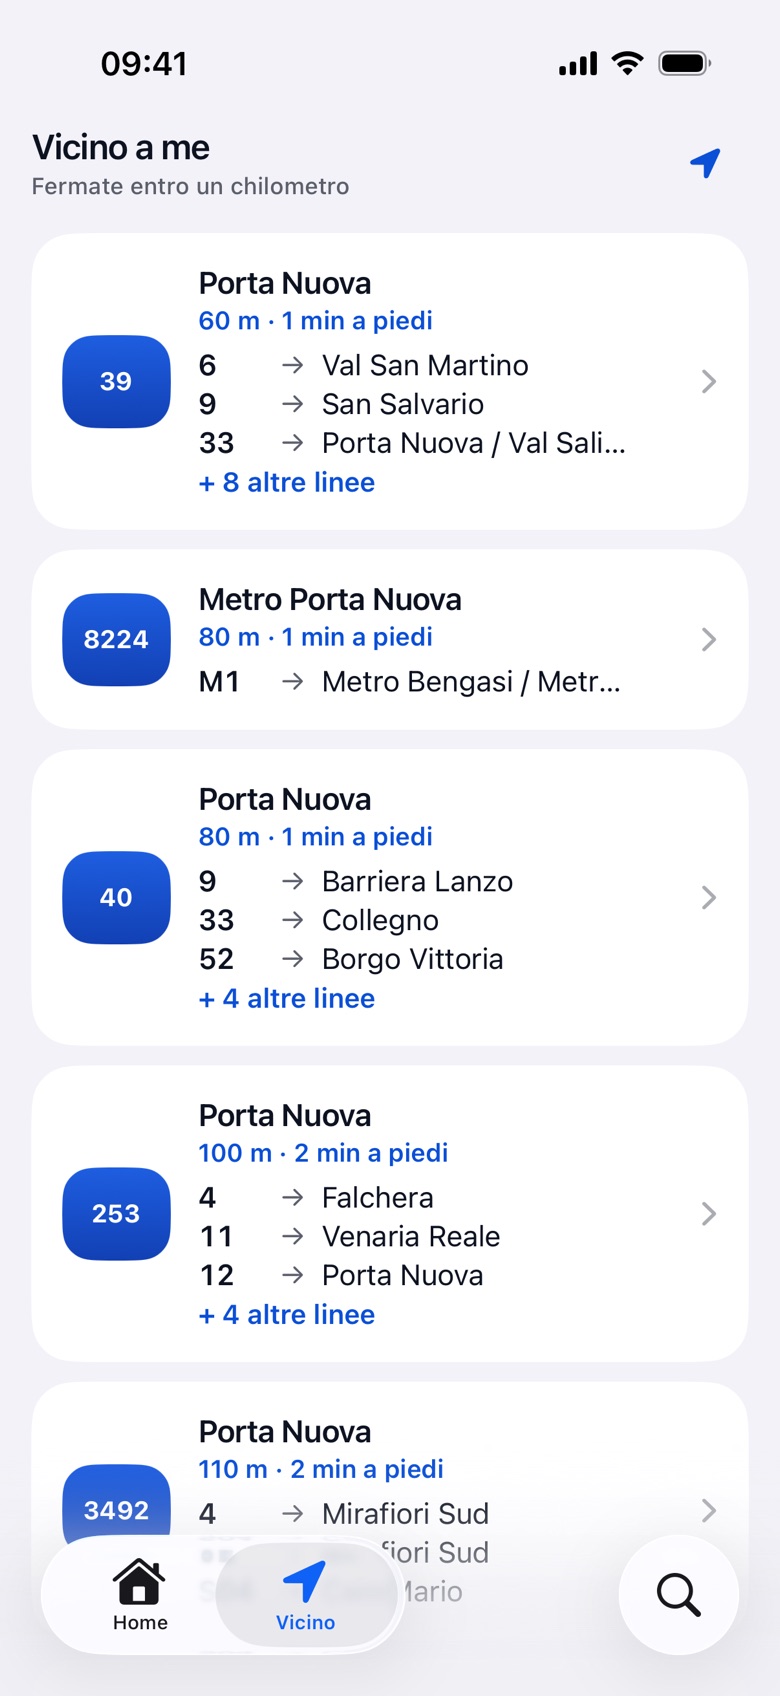 09:41
Vicino a me
Fermate entro un chilometro
Porta Nuova
60 m · 1 min a piedi
39
6 → Val San Martino
9 → San Salvario
33 → Porta Nuova / Val Sali...
+ 8 altre linee
Metro Porta Nuova
8224
80 m · 1 min a piedi
M1 → Metro Bengasi / Metr...
Porta Nuova
80 m · 1 min a piedi
40
9 → Barriera Lanzo
33 → Collegno
52 → Borgo Vittoria
+ 4 altre linee
Porta Nuova
100 m · 2 min a piedi
253
4 → Falchera
11 → Venaria Reale
12 → Porta Nuova
+ 4 altre linee
Porta Nuova
110 m · 2 min a piedi
3492
4 → Mirafiori Sud
Sud
Mario
Home
Vicino